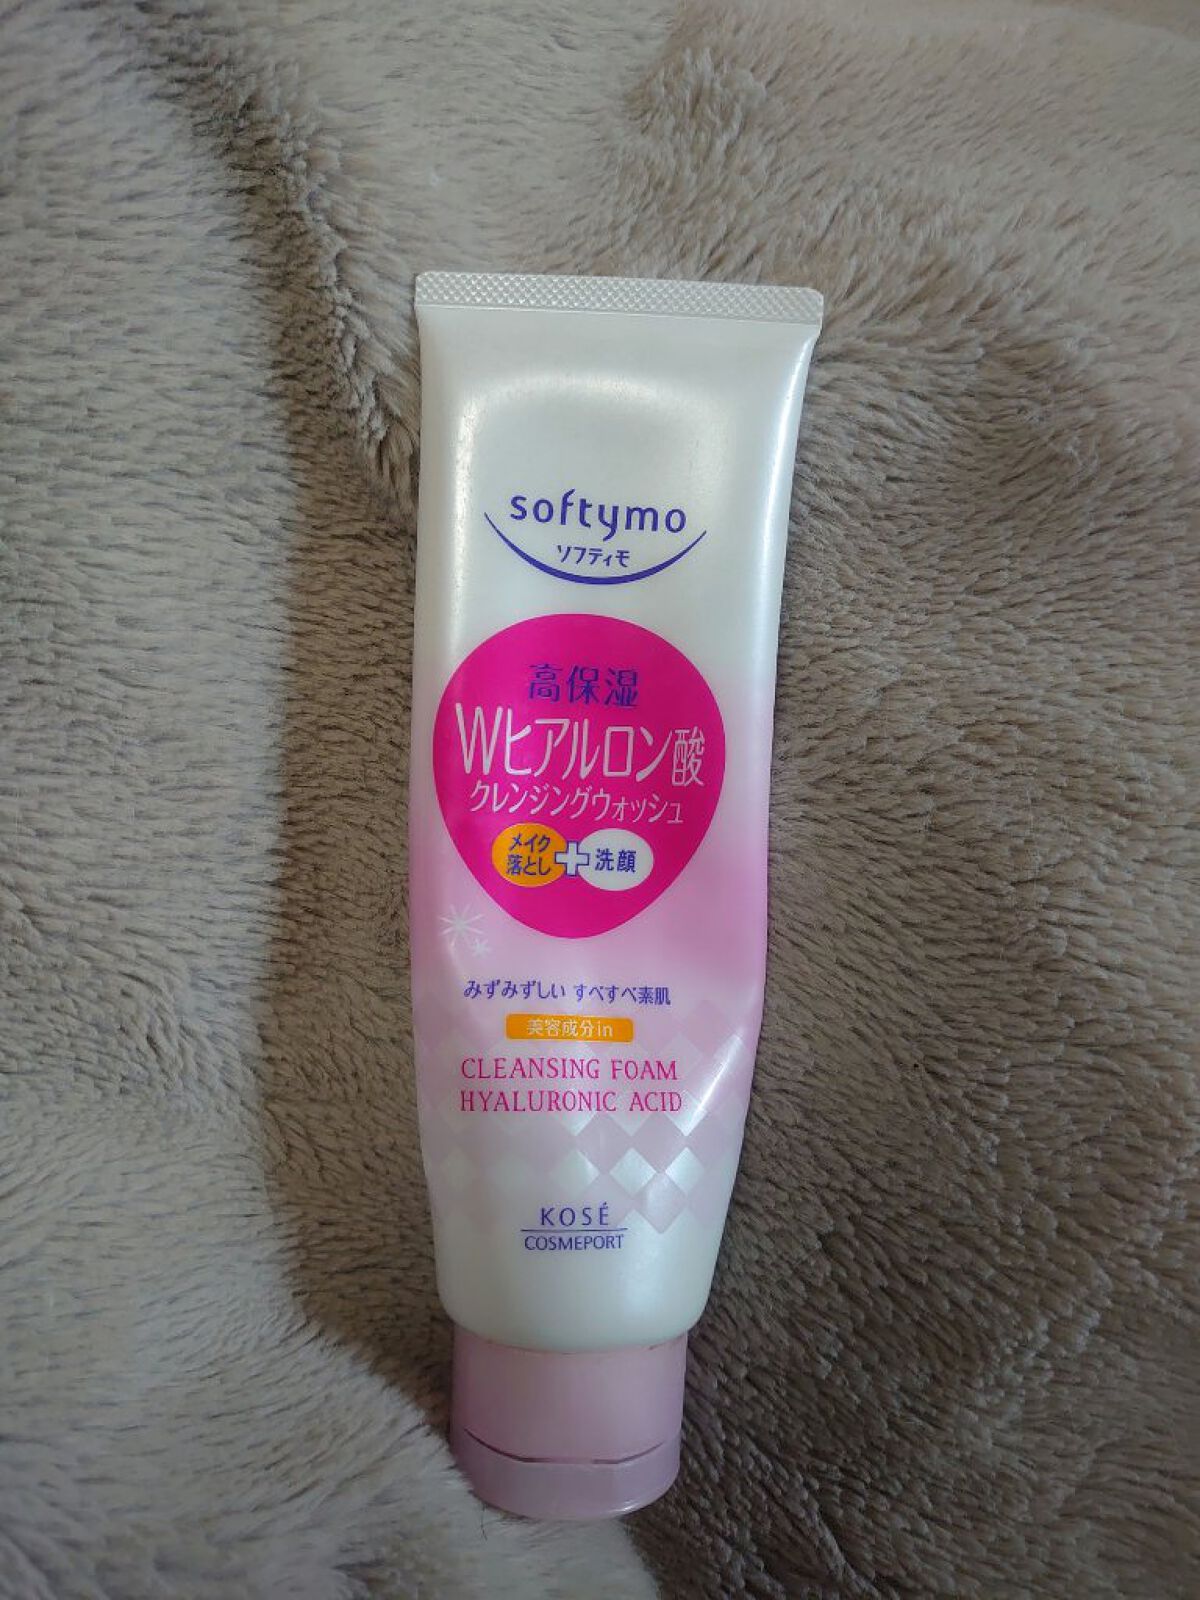 softymo
ソフティモ
高保湿
Wヒアルロン酸
クレンジングウォッシュ
メイク
落とし
＋
洗顔
みずみずしい すべすべ素肌
美容成分in
CLEANSING FOAM
HYALURONIC ACID
KOSÉ
COSMEPORT